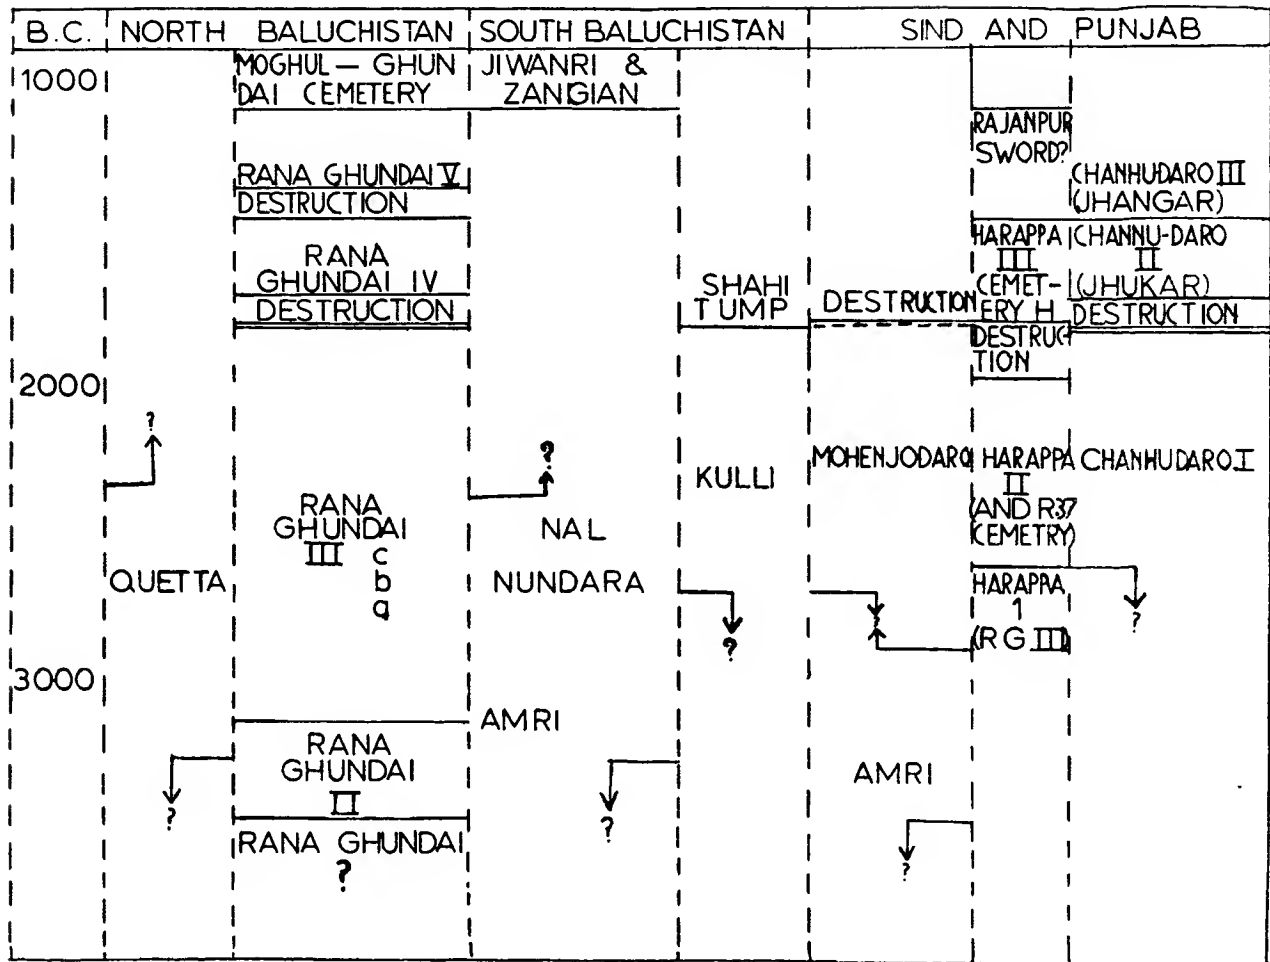 B.C. NORTH BALUCHISTAN SOUTH BALUCHISTAN SIND AND PUNJAB
1000
2000
3000
?
QUETTA
?
MOGHUL — GHUN
DAI CEMETERY
RANA GHUNDAI V
DESTRUCTION
RANA
GHUNDAI IV
DESTRUCTION
RANA
GHUNDAI
III c
b
a
RANA
GHUNDAI
II
RANA GHUNDAI
?
JIWANRI &
ZANGIAN
?
NAL
NUNDARA
AMRI
?
SHAHI
TUMP
KULLI
?
DESTRUCTION
MOHENJODARO
?
AMRI
?
RAJANPUR
SWORD?
HARAPPA
III
CEMET-
ERY H
DESTRUC-
TION
HARAPPA
II
(AND R37
CEMETRY)
HARAPPA
1
(R G III)
CHANHUDARO III
(JHANGAR)
CHANNU-DARO
II
(JHUKAR)
DESTRUCTION
CHANHUDARO I
?